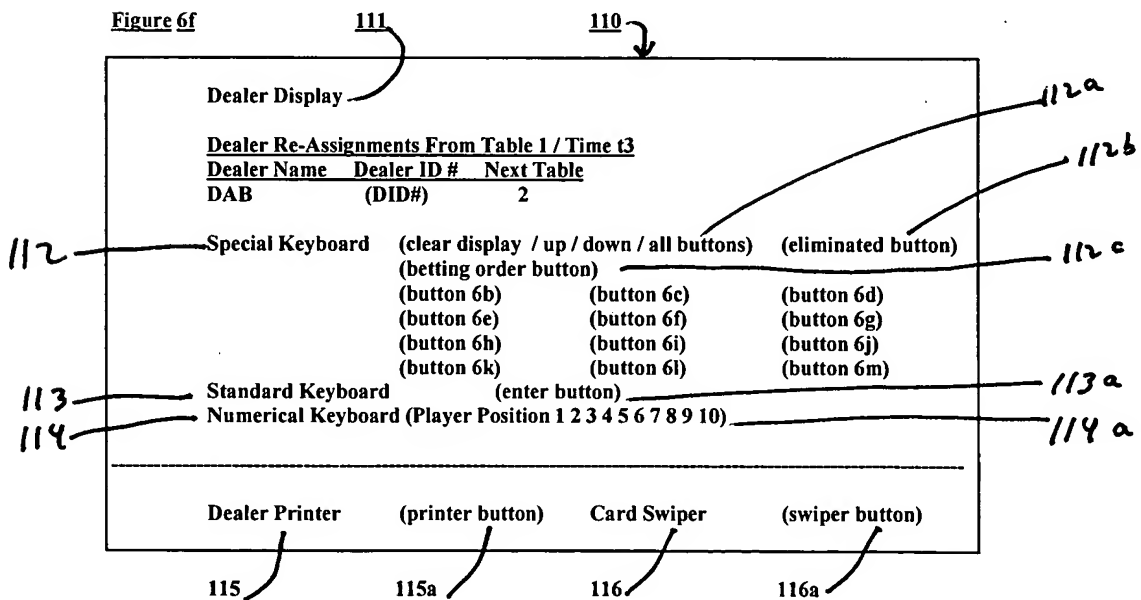 Figure 6f 111 110
Dealer Display
112a
Dealer Re-Assignments From Table 1 / Time t3
Dealer Name Dealer ID # Next Table
112b
DAB (DID#) 2
112 Special Keyboard (clear display / up / down / all buttons) (eliminated button)
(betting order button) 112c
(button 6b) (button 6c) (button 6d)
(button 6e) (button 6f) (button 6g)
(button 6h) (button 6i) (button 6j)
(button 6k) (button 6l) (button 6m)
113 Standard Keyboard (enter button) 113a
114 Numerical Keyboard (Player Position 1 2 3 4 5 6 7 8 9 10) 114a
Dealer Printer (printer button) Card Swiper (swiper button)
115 115a 116 116a